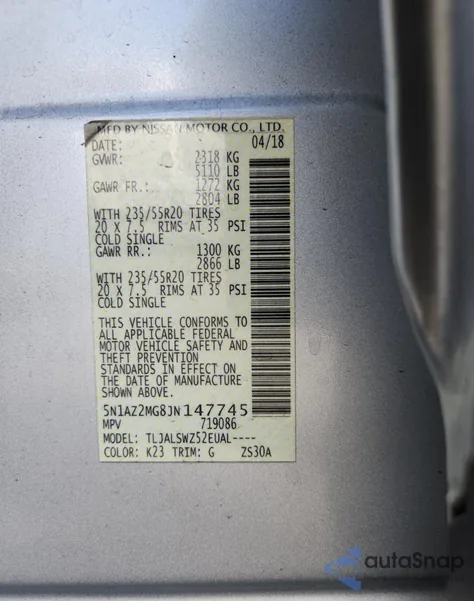 MFD BY NISSAN MOTOR CO., LTD.
DATE: 04/18
GVWR: 2318 KG
5110 LB
GAWR FR.: 1272 KG
2804 LB
WITH 235/55R20 TIRES
20 X 7.5 RIMS AT 35 PSI
COLD SINGLE
GAWR RR.: 1300 KG
2866 LB
WITH 235/55R20 TIRES
20 X 7.5 RIMS AT 35 PSI
COLD SINGLE
THIS VEHICLE CONFORMS TO
ALL APPLICABLE FEDERAL
MOTOR VEHICLE SAFETY AND
THEFT PREVENTION
STANDARDS IN EFFECT ON
THE DATE OF MANUFACTURE
SHOWN ABOVE.
5N1AZ2MG8JN147745
MPV 719086
MODEL: TLJALSWZ52EUAL----
COLOR: K23 TRIM: G ZS30A
autoSnap